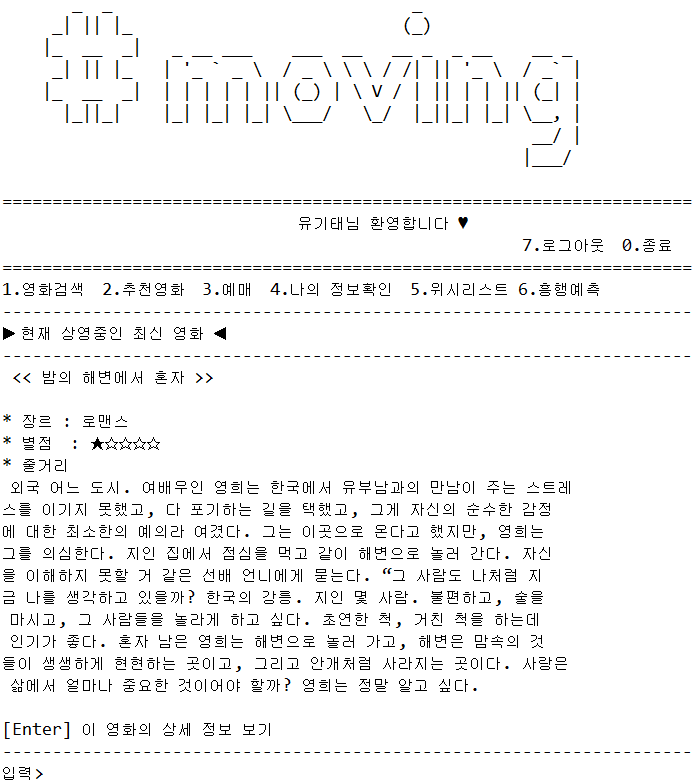 #moving
유기태님 환영합니다 ♥
7.로그아웃 0.종료
1.영화검색 2.추천영화 3.예매 4.나의 정보확인 5.위시리스트 6.흥행예측
▶현재 상영중인 최신 영화 ◀
<< 밤의 해변에서 혼자 >>
* 장르 : 로맨스
* 별점 : ★☆☆☆☆
* 줄거리
외국 어느 도시. 여배우인 영희는 한국에서 유부남과의 만남이 주는 스트레
스를 이기지 못했고, 다 포기하는 길을 택했고, 그게 자신의 순수한 감정
에 대한 최소한의 예의라 여겼다. 그는 이곳으로 온다고 했지만, 영희는
그를 의심한다. 지인 집에서 점심을 먹고 같이 해변으로 놀러 간다. 자신
을 이해하지 못할 거 같은 선배 언니에게 묻는다. “그 사람도 나처럼 지
금 나를 생각하고 있을까? 한국의 강릉. 지인 몇 사람. 불편하고, 술을
마시고, 그 사람들을 놀라게 하고 싶다. 초연한 척, 거친 척을 하는데
인기가 좋다. 혼자 남은 영희는 해변으로 놀러 가고, 해변은 맘속의 것
들이 생생하게 현현하는 곳이고, 그리고 안개처럼 사라지는 곳이다. 사랑은
삶에서 얼마나 중요한 것이어야 할까? 영희는 정말 알고 싶다.
[Enter] 이 영화의 상세 정보 보기
입력>